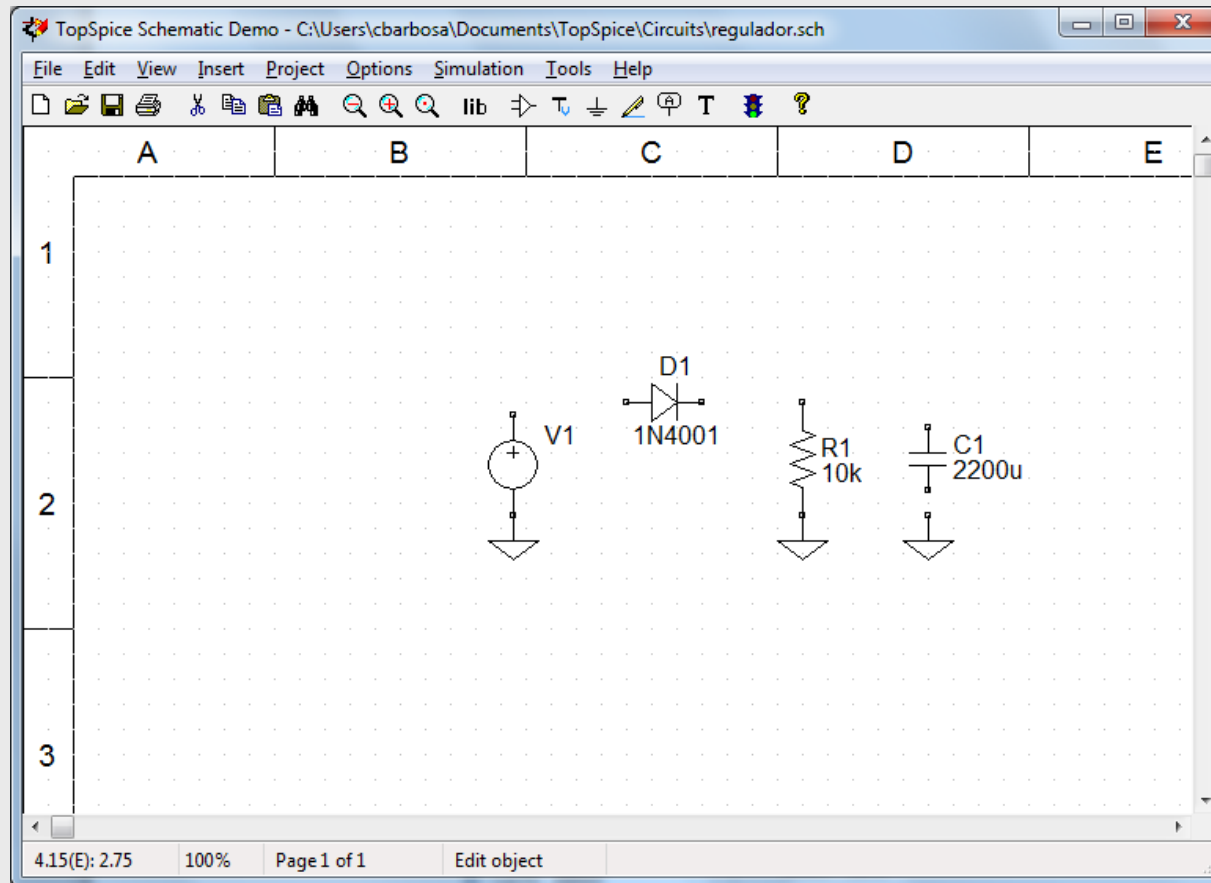 TopSpice Schematic Demo - C:\Users\cbarbosa\Documents\TopSpice\Circuits\regulador.sch
File Edit View Insert Project Options Simulation Tools Help
lib T A T ?
A B C D E
1
D1
1N4001
V1
R1
10k
C1
2200u
2
3
4.15(E): 2.75 100% Page 1 of 1 Edit object